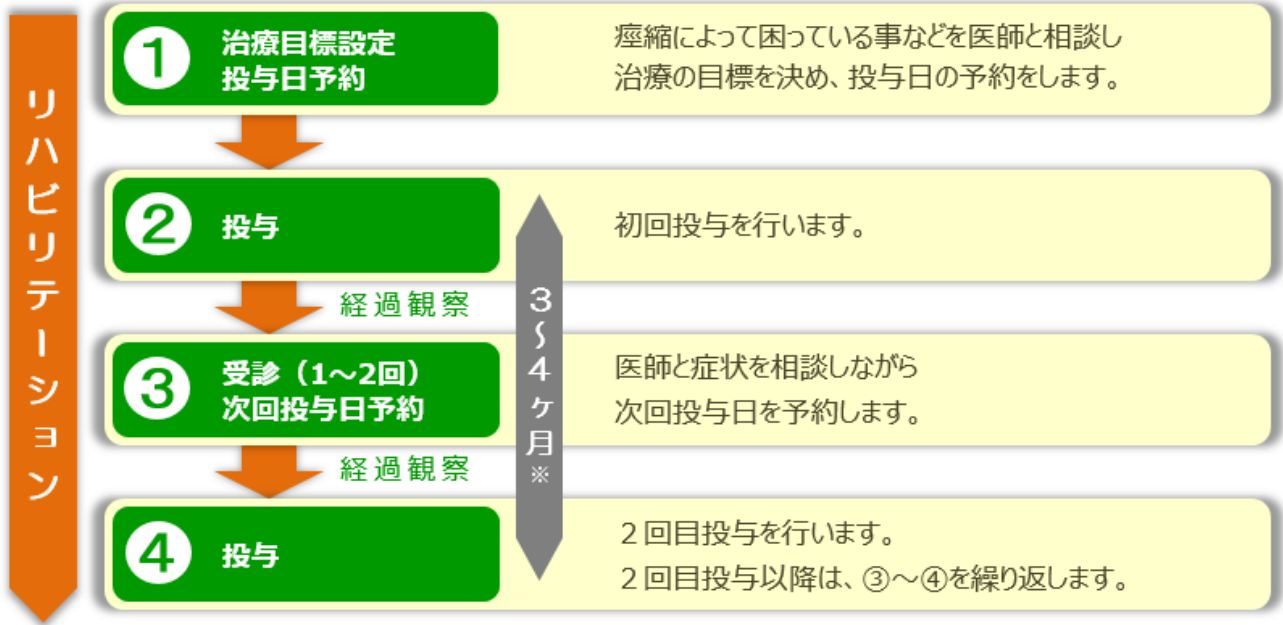 リハビリテーション
① 治療目標設定
投与日予約
痙縮によって困っている事などを医師と相談し
治療の目標を決め、投与日の予約をします。
② 投与
初回投与を行います。
経過観察
3〜4ヶ月※
③ 受診（1〜2回）
次回投与日予約
医師と症状を相談しながら
次回投与日を予約します。
経過観察
④ 投与
２回目投与を行います。
２回目投与以降は、③〜④を繰り返します。